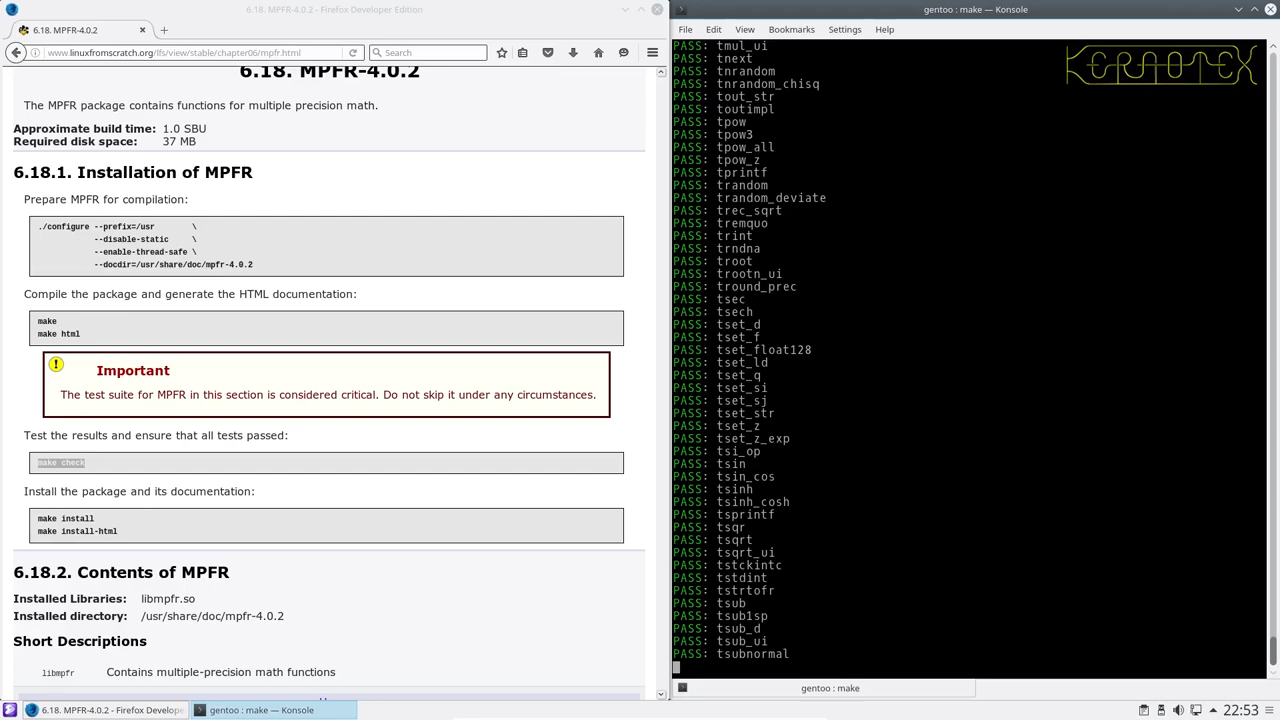 6.18. MPFR-4.0.2 - Firefox Developer Edition
6.18. MPFR-4.0.2
www.linuxfromscratch.org/lfs/view/stable/chapter06/mpfr.html
Search
6.18. MPFR-4.0.2
The MPFR package contains functions for multiple precision math.
Approximate build time: 1.0 SBU
Required disk space: 37 MB
6.18.1. Installation of MPFR
Prepare MPFR for compilation:
./configure --prefix=/usr \
--disable-static \
--enable-thread-safe \
--docdir=/usr/share/doc/mpfr-4.0.2
Compile the package and generate the HTML documentation:
make
make html
!
Important
The test suite for MPFR in this section is considered critical. Do not skip it under any circumstances.
Test the results and ensure that all tests passed:
make check
Install the package and its documentation:
make install
make install-html
6.18.2. Contents of MPFR
Installed Libraries: libmpfr.so
Installed directory: /usr/share/doc/mpfr-4.0.2
Short Descriptions
libmpfr Contains multiple-precision math functions
gentoo : make — Konsole
File Edit View Bookmarks Settings Help
KERNOTEX
PASS: tmul_ui
PASS: tnext
PASS: tnrandom
PASS: tnrandom_chisq
PASS: tout_str
PASS: toutimpl
PASS: tpow
PASS: tpow3
PASS: tpow_all
PASS: tpow_z
PASS: tprintf
PASS: trandom
PASS: trandom_deviate
PASS: trec_sqrt
PASS: tremquo
PASS: trint
PASS: trndna
PASS: troot
PASS: trootn_ui
PASS: tround_prec
PASS: tsec
PASS: tsech
PASS: tset_d
PASS: tset_f
PASS: tset_float128
PASS: tset_ld
PASS: tset_q
PASS: tset_si
PASS: tset_sj
PASS: tset_str
PASS: tset_z
PASS: tset_z_exp
PASS: tsi_op
PASS: tsin
PASS: tsin_cos
PASS: tsinh
PASS: tsinh_cosh
PASS: tsprintf
PASS: tsqr
PASS: tsqrt
PASS: tsqrt_ui
PASS: tstckintc
PASS: tstdint
PASS: tstrtofr
PASS: tsub
PASS: tsub1sp
PASS: tsub_d
PASS: tsub_ui
PASS: tsubnormal
gentoo : make
6.18. MPFR-4.0.2 - Firefox Develope
gentoo : make — Konsole
22:53